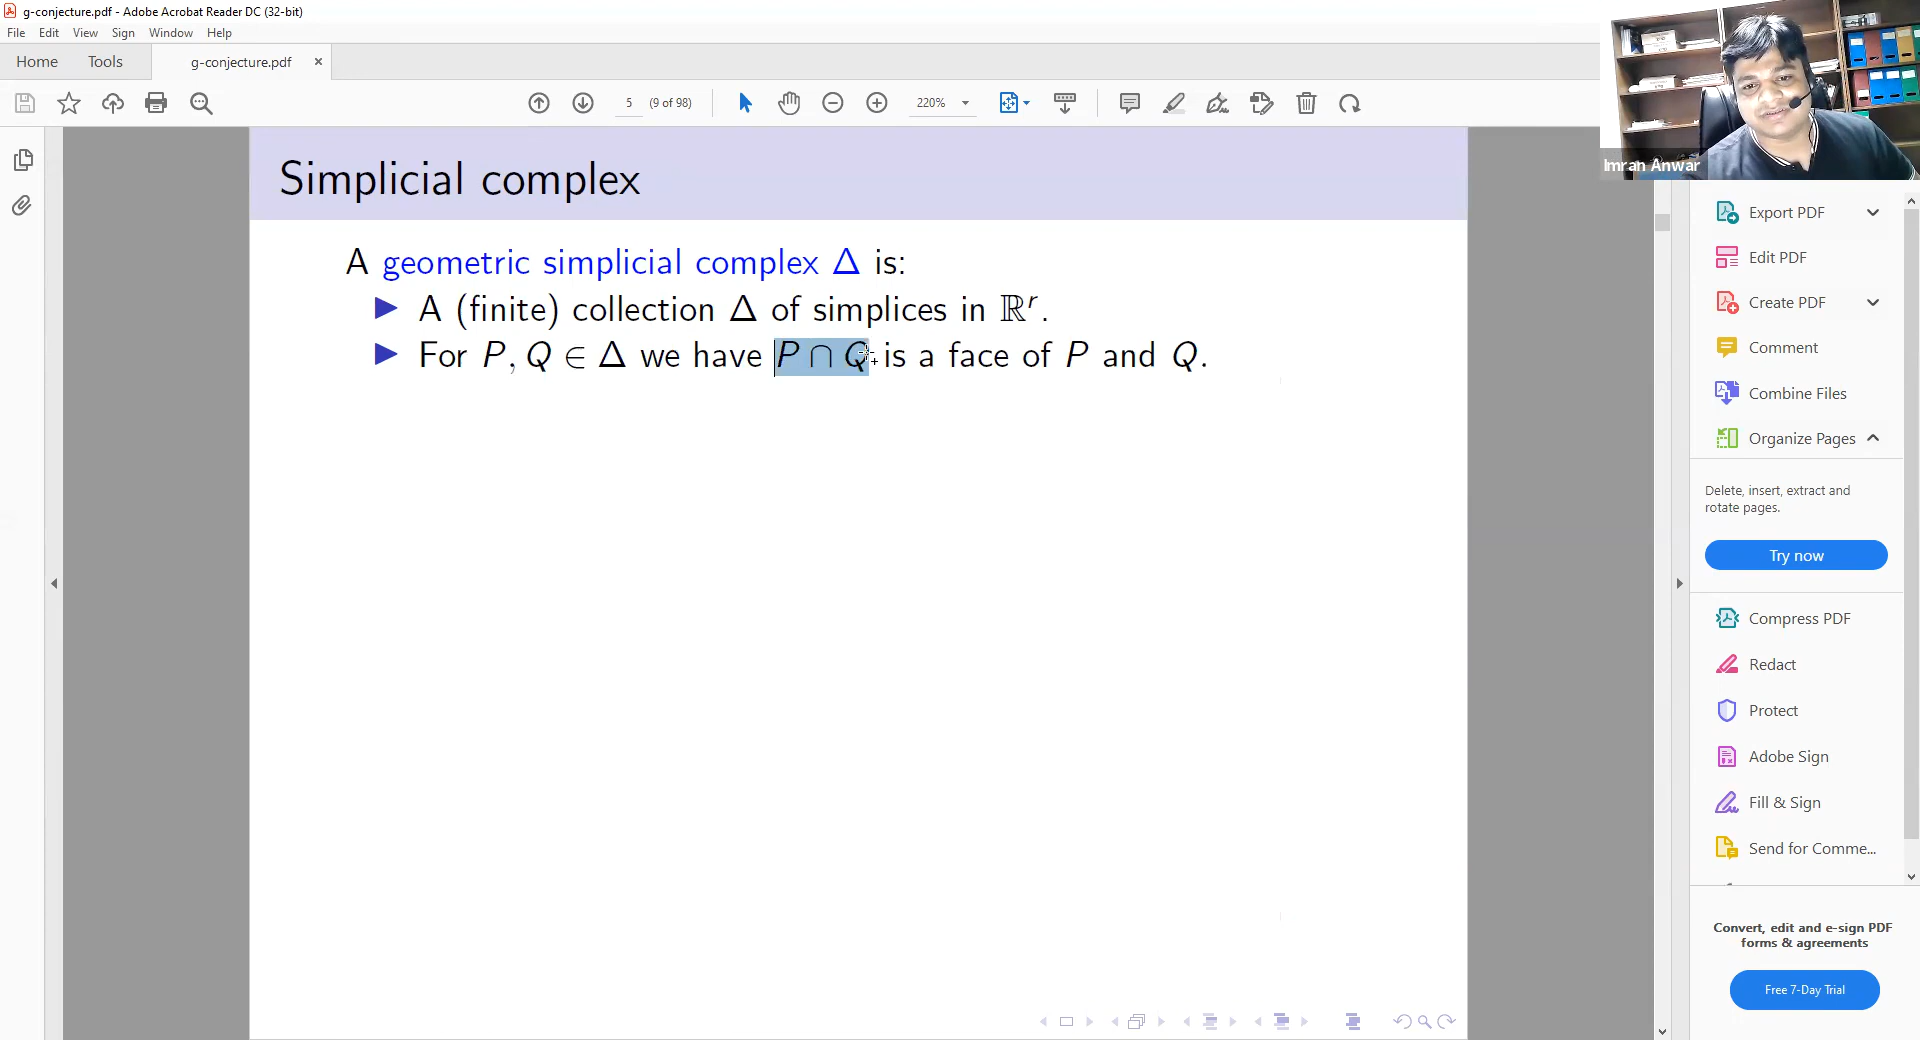 g-conjecture.pdf - Adobe Acrobat Reader DC (32-bit)
File Edit View Sign Window Help
Home Tools g-conjecture.pdf ×
5 (9 of 98) 220%
Imran Anwar
Simplicial complex
A geometric simplicial complex Δ is:
▶ A (finite) collection Δ of simplices in ℝʳ.
▶ For P, Q ∈ Δ we have P ∩ Q is a face of P and Q.
Export PDF
Edit PDF
Create PDF
Comment
Combine Files
Organize Pages
Delete, insert, extract and
rotate pages.
Try now
Compress PDF
Redact
Protect
Adobe Sign
Fill & Sign
Send for Comme...
Convert, edit and e-sign PDF
forms & agreements
Free 7-Day Trial